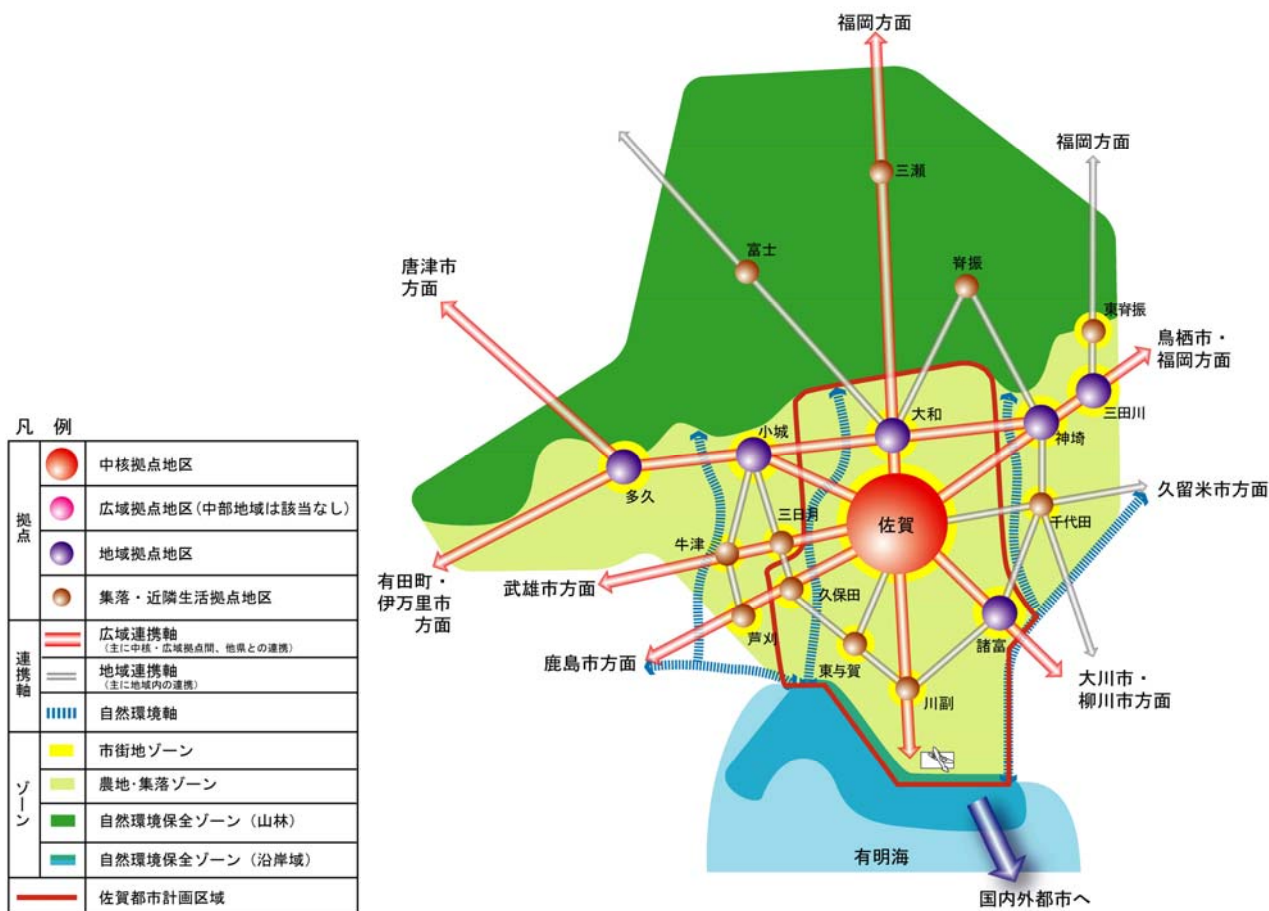 福岡方面
福岡方面
三瀬
富士
脊振
唐津市
方面
東脊振
鳥栖市・
福岡方面
三田川
大和
小城
神埼
多久
久留米市方面
佐賀
千代田
三日月
牛津
有田町・
伊万里市
方面
武雄市方面
久保田
芦刈
諸富
鹿島市方面
東与賀
川副
大川市・
柳川市方面
有明海
国内外都市へ
凡 例
拠点
中核拠点地区
広域拠点地区(中部地域は該当なし)
地域拠点地区
集落・近隣生活拠点地区
連携軸
広域連携軸
(主に中核・広域拠点間、他県との連携)
地域連携軸
(主に地域内の連携)
自然環境軸
ゾーン
市街地ゾーン
農地・集落ゾーン
自然環境保全ゾーン(山林)
自然環境保全ゾーン(沿岸域)
佐賀都市計画区域